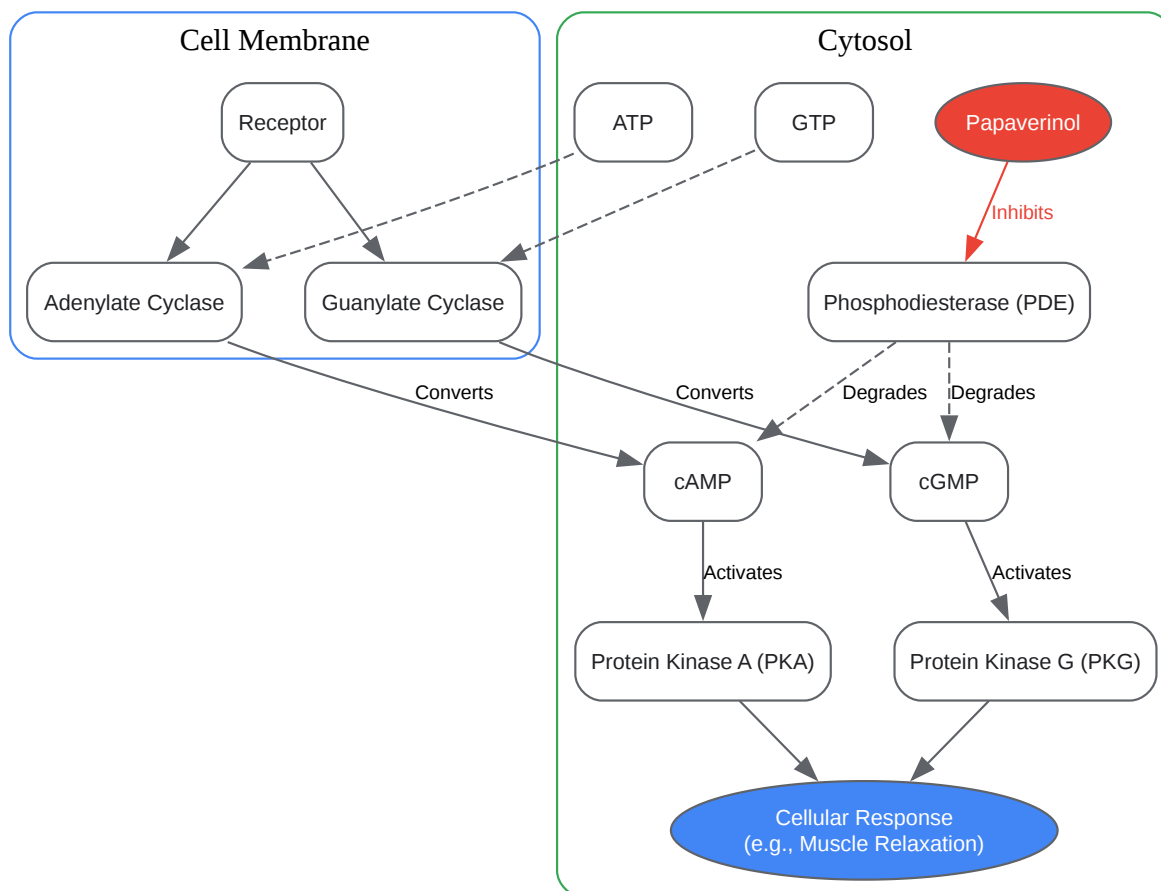 Cell Membrane
Cytosol
Receptor
ATP
GTP
Papaverinol
Inhibits
Adenylate Cyclase
Guanylate Cyclase
Phosphodiesterase (PDE)
Converts
Converts
Degrades
Degrades
cAMP
cGMP
Activates
Activates
Protein Kinase A (PKA)
Protein Kinase G (PKG)
Cellular Response
(e.g., Muscle Relaxation)